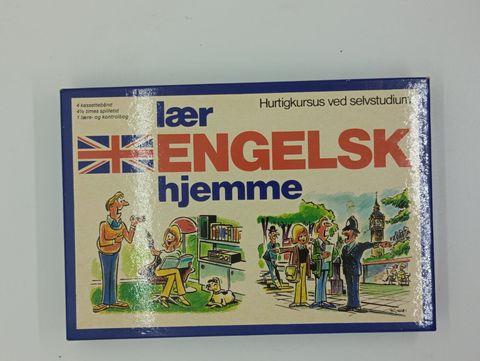 4 kassettebånd
4½ times spilletid
1 lære- og kontrolbog
Hurtigkursus ved selvstudium
lær
ENGELSK
hjemme